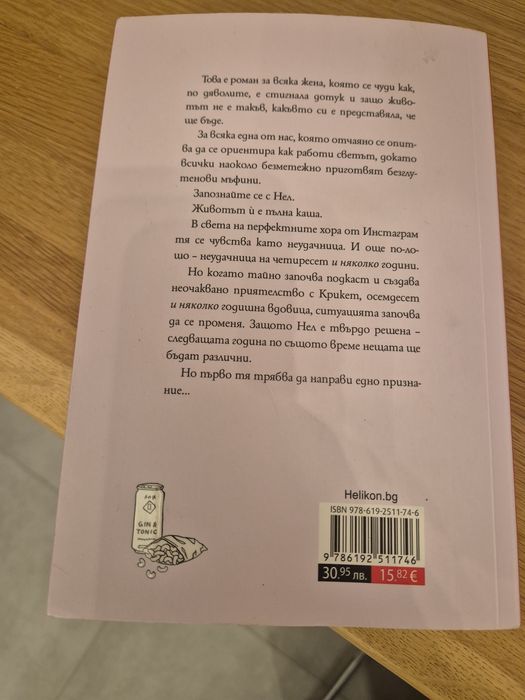 Това е роман за всяка жена, която се чуди как,
по дяволите, е стигнала дотук и защо живо-
тът не е такъв, какъвто си е представяла, че
ще бъде.
За всяка една от нас, която отчаяно се опит-
ва да се ориентира как работи светът, докато
всички наоколо безметежно приготвят безглу-
тенови мъфини.
Запознайте се с Нел.
Животът ѝ е пълна каша.
В света на перфектните хора от Инстаграм
тя се чувства като неудачница. И още по-ло-
шо – неудачница на четиресет и няколко години.
Но когато тайно започва подкаст и създава
неочаквано приятелство с Крикет, осемдесет
и няколко годишна вдовица, ситуацията започва
да се променя. Защото Нел е твърдо решена –
следващата година по същото време нещата ще
бъдат различни.
Но първо тя трябва да направи едно призна-
ние...
GIN &
TONIC
Helikon.bg
ISBN 978-619-2511-74-6
9 786192 511746
30.95 лв. 15.82 €